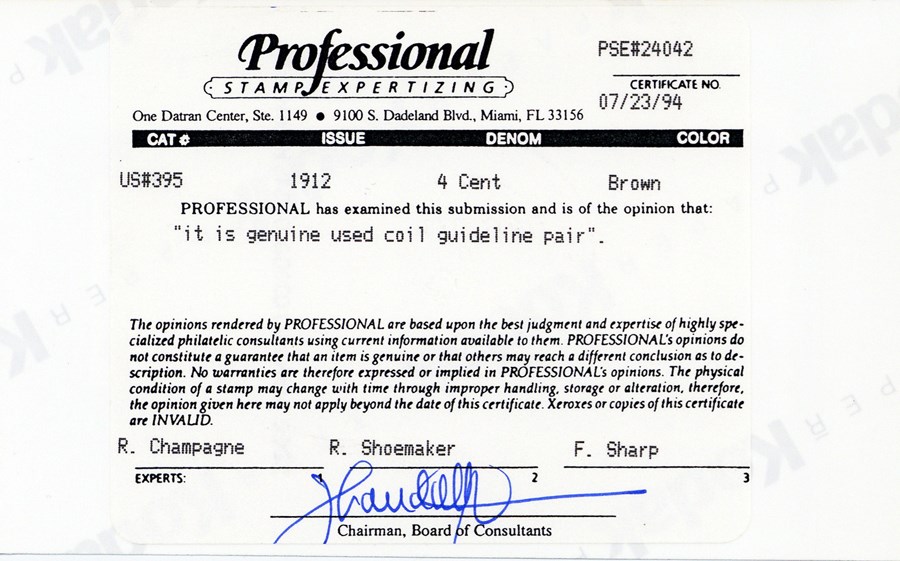 Professional
STAMP EXPERTIZING
PSE#24042
CERTIFICATE NO.
07/23/94
One Datran Center, Ste. 1149 ● 9100 S. Dadeland Blvd., Miami, FL 33156
CAT # ISSUE DENOM COLOR
US#395 1912 4 Cent Brown
PROFESSIONAL has examined this submission and is of the opinion that:
"it is genuine used coil guideline pair".
The opinions rendered by PROFESSIONAL are based upon the best judgment and expertise of highly spe-
cialized philatelic consultants using current information available to them. PROFESSIONAL's opinions do
not constitute a guarantee that an item is genuine or that others may reach a different conclusion as to de-
scription. No warranties are therefore expressed or implied in PROFESSIONAL's opinions. The physical
condition of a stamp may change with time through improper handling, storage or alteration, therefore,
the opinion given here may not apply beyond the date of this certificate. Xeroxes or copies of this certificate
are INVALID.
R. Champagne R. Shoemaker F. Sharp
EXPERTS: 1 2 3
Chairman, Board of Consultants